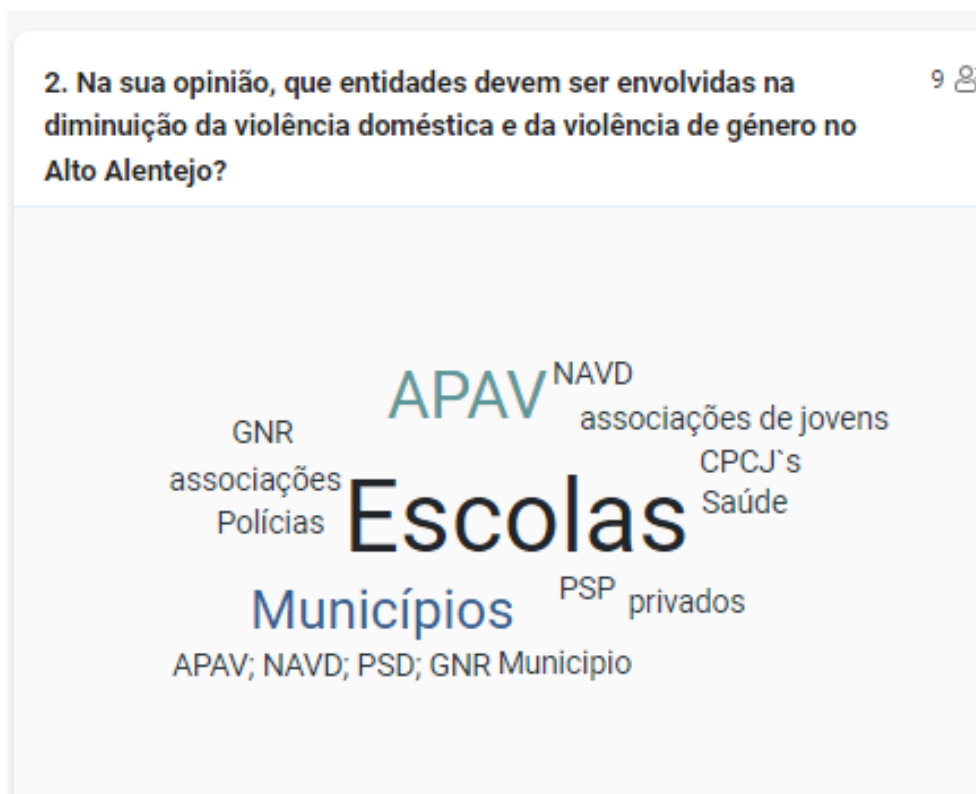 2. Na sua opinião, que entidades devem ser envolvidas na
diminuição da violência doméstica e da violência de género no
Alto Alentejo?
9
APAV
NAVD
associações de jovens
GNR
CPCJ`s
associações
Escolas
Saúde
Polícias
PSP
privados
Municípios
APAV; NAVD; PSD; GNR
Municipio